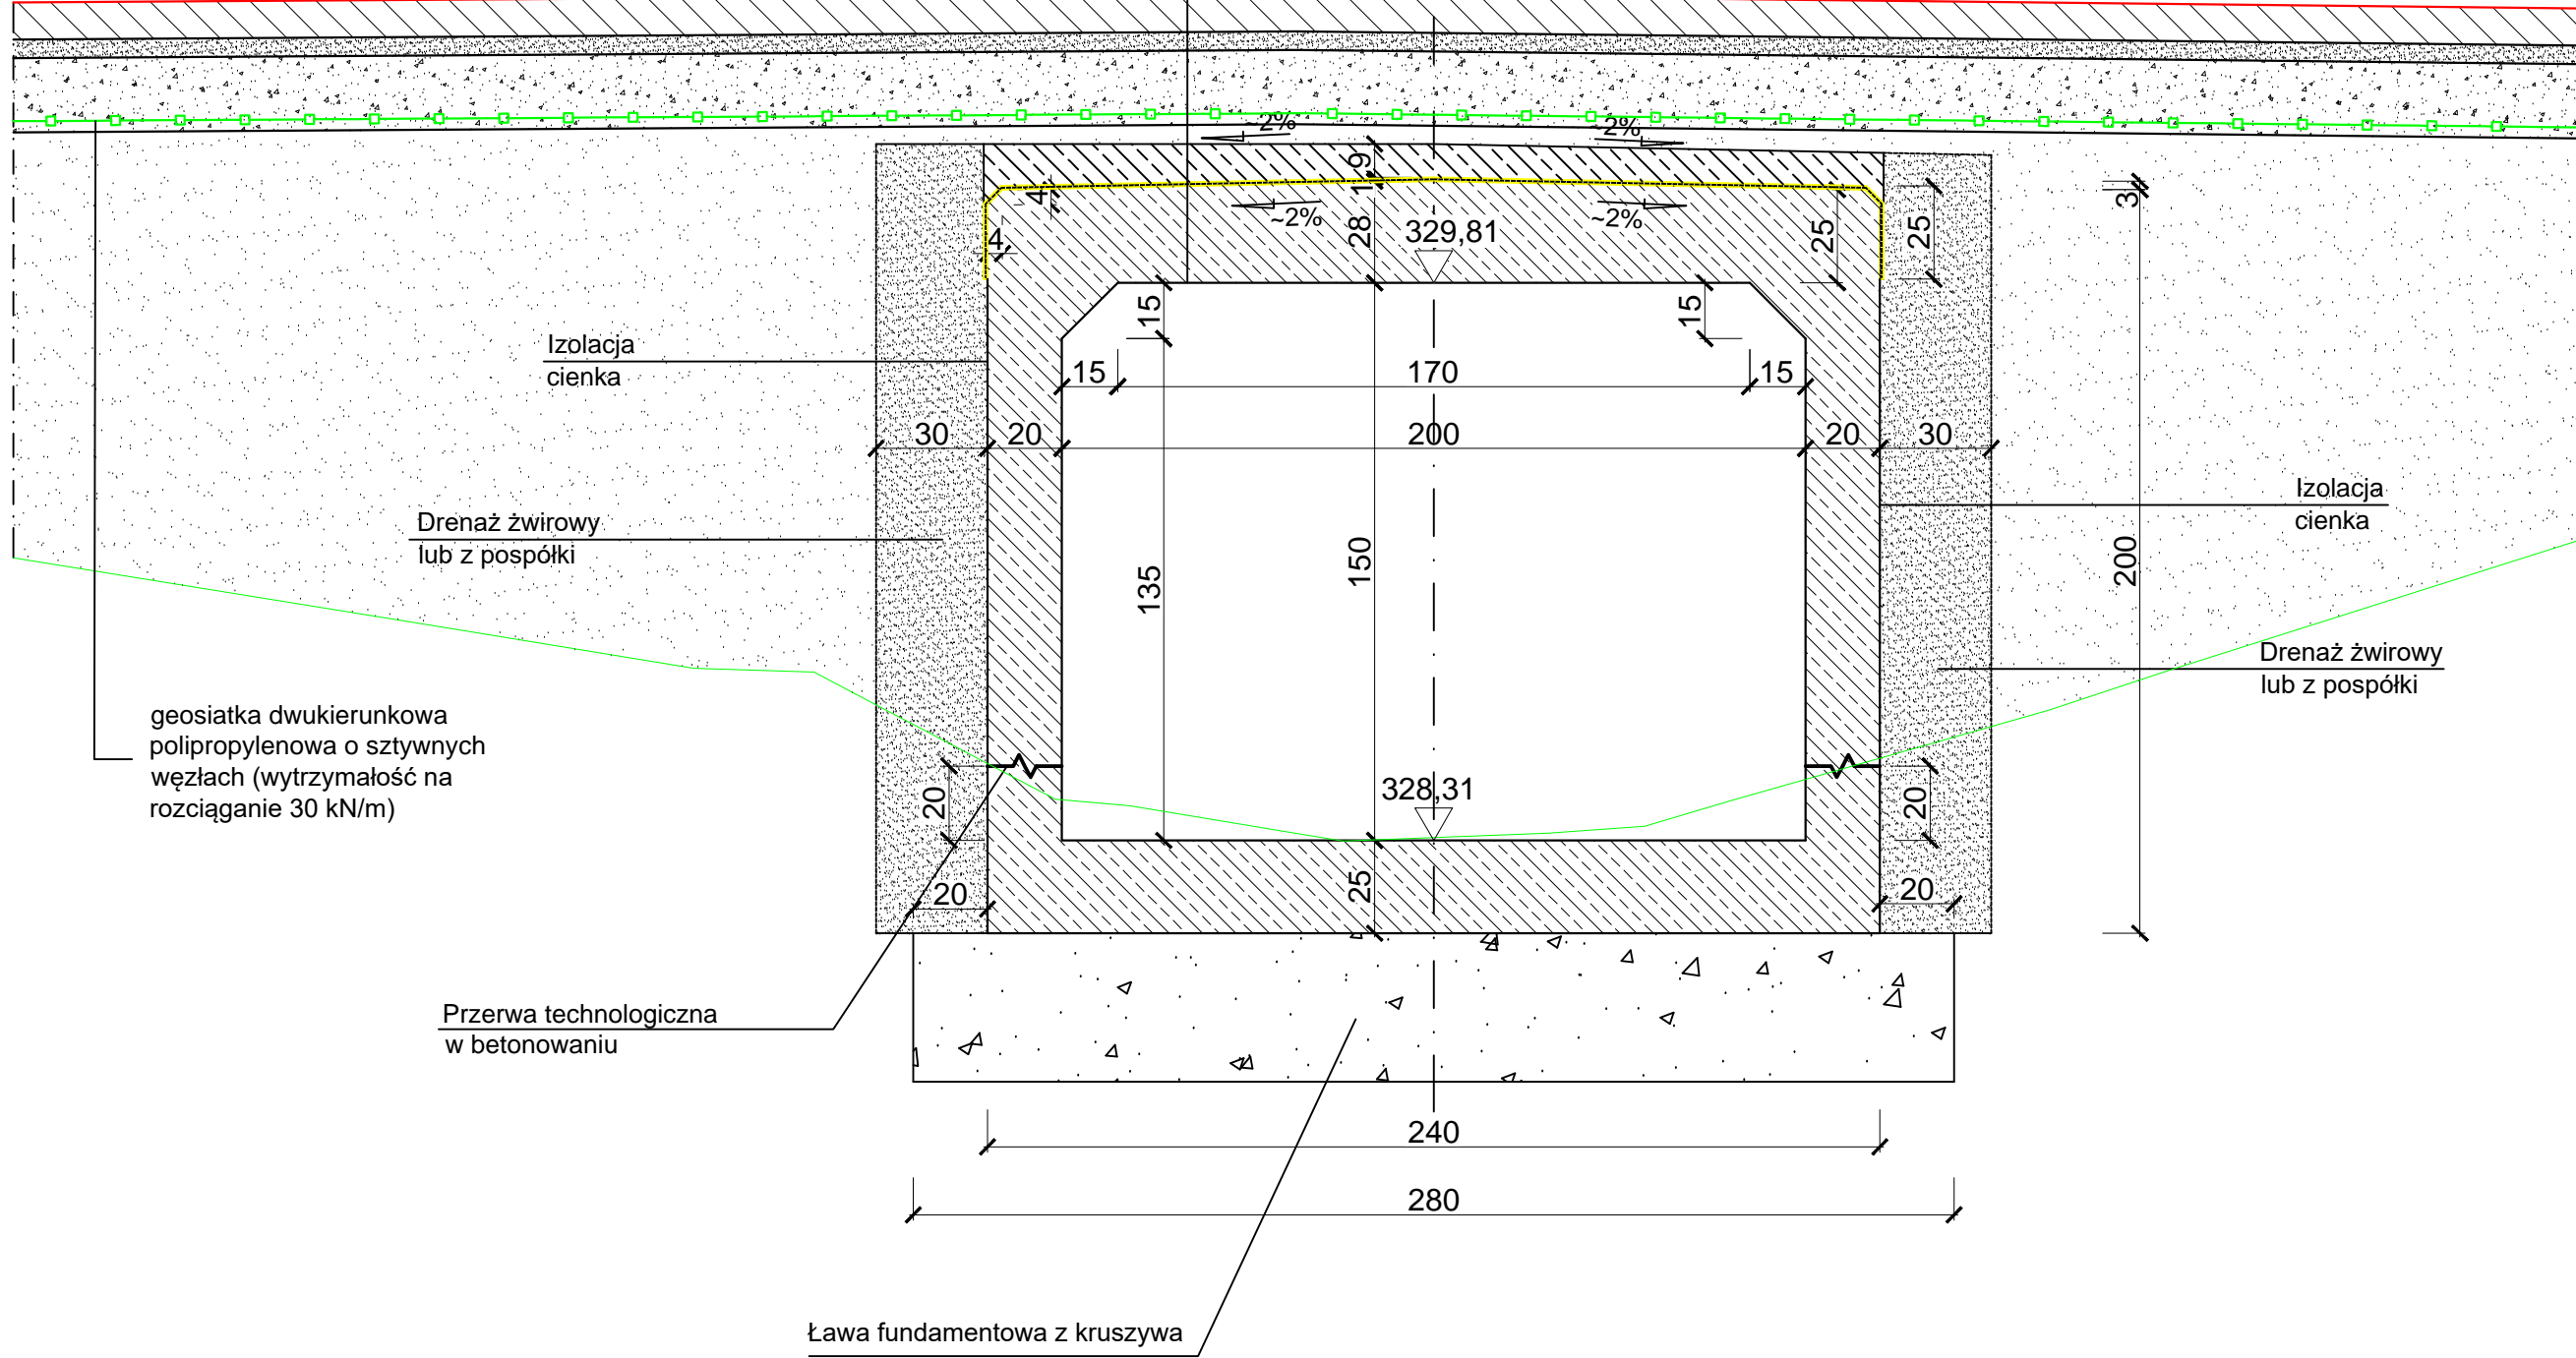 ~2%
~2%
19
4
3
~2%
~2%
28
329,81
25
25
4
15
15
Izolacja
cienka
15
170
15
30
20
200
20
30
Izolacja
cienka
Drenaż żwirowy
lub z pospółki
135
150
200
Drenaż żwirowy
lub z pospółki
geosiatka dwukierunkowa
polipropylenowa o sztywnych
węzłach (wytrzymałość na
rozciąganie 30 kN/m)
20
328,31
20
20
25
20
Przerwa technologiczna
w betonowaniu
240
280
Ława fundamentowa z kruszywa